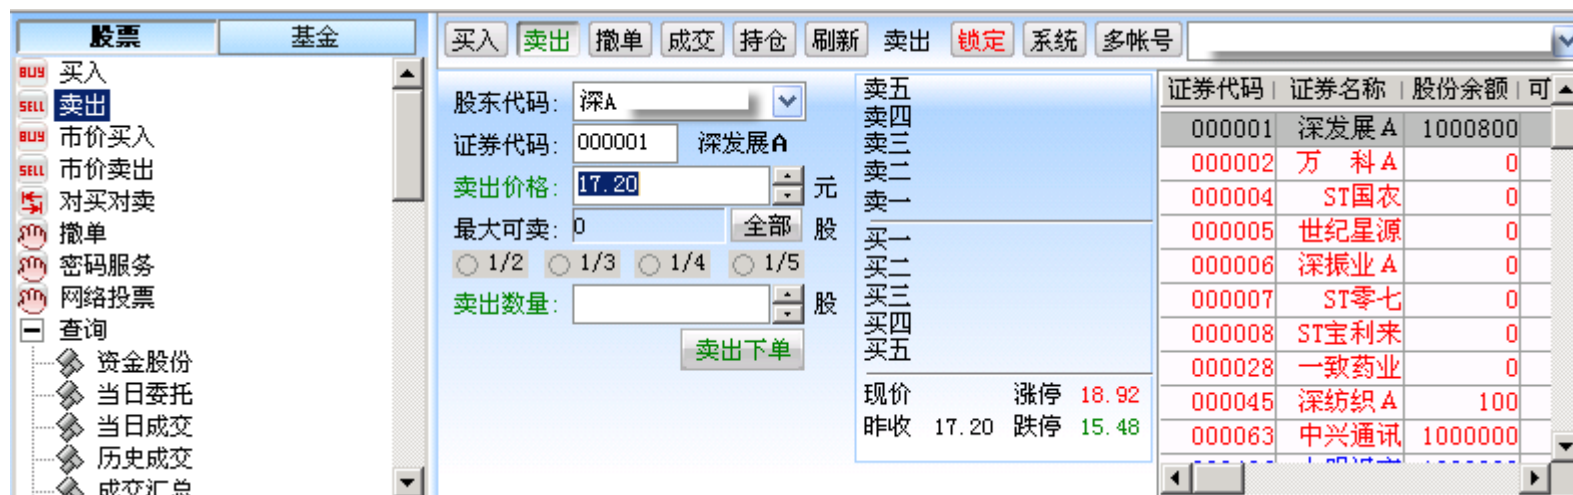 股票 基金
买入 卖出 撤单 成交 持仓 刷新 卖出 锁定 系统 多帐号
BUY 买入
SELL 卖出
BUY 市价买入
SELL 市价卖出
对买对卖
撤单
密码服务
网络投票
查询
资金股份
当日委托
当日成交
历史成交
成交汇总
股东代码: 深A
证券代码: 000001 深发展A
卖出价格: 17.20 元
最大可卖: 0 全部 股
1/2 1/3 1/4 1/5
卖出数量: 股
卖出下单
卖五
卖四
卖三
卖二
卖一
买一
买二
买三
买四
买五
现价 涨停 18.92
昨收 17.20 跌停 15.48
证券代码 证券名称 股份余额 可
000001 深发展A 1000800
000002 万 科A 0
000004 ST国农 0
000005 世纪星源 0
000006 深振业A 0
000007 ST零七 0
000008 ST宝利来 0
000028 一致药业 0
000045 深纺织A 100
000063 中兴通讯 1000000